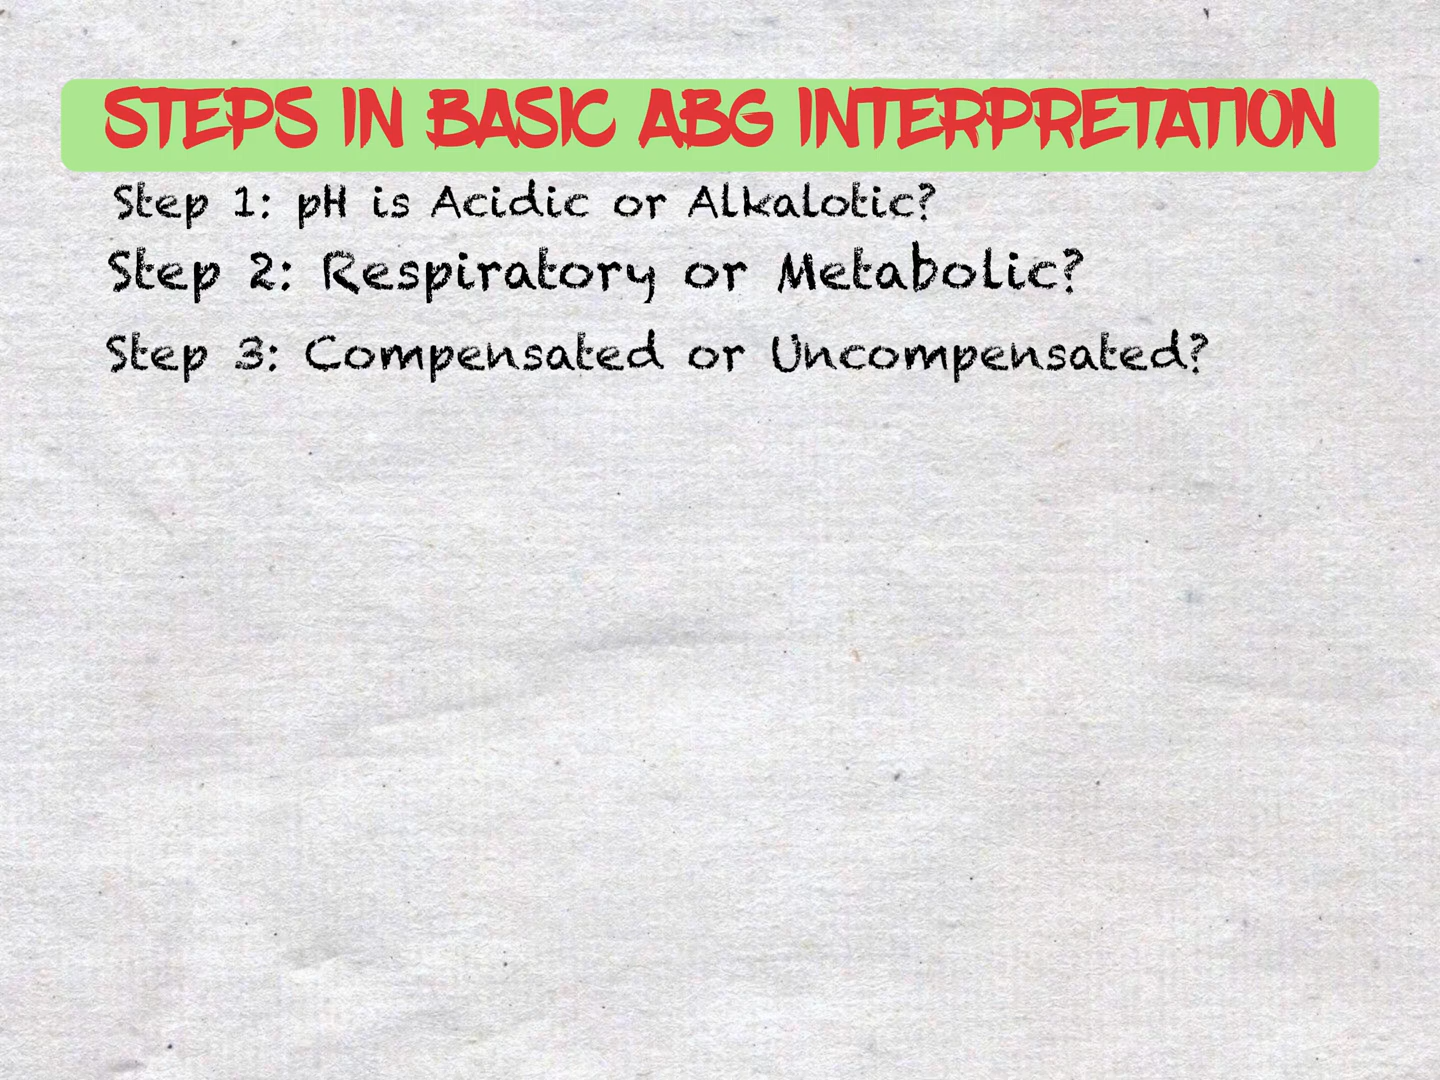 STEPS IN BASIC ABG INTERPRETATION
Step 1: pH is Acidic or Alkalotic?
Step 2: Respiratory or Metabolic?
Step 3: Compensated or Uncompensated?